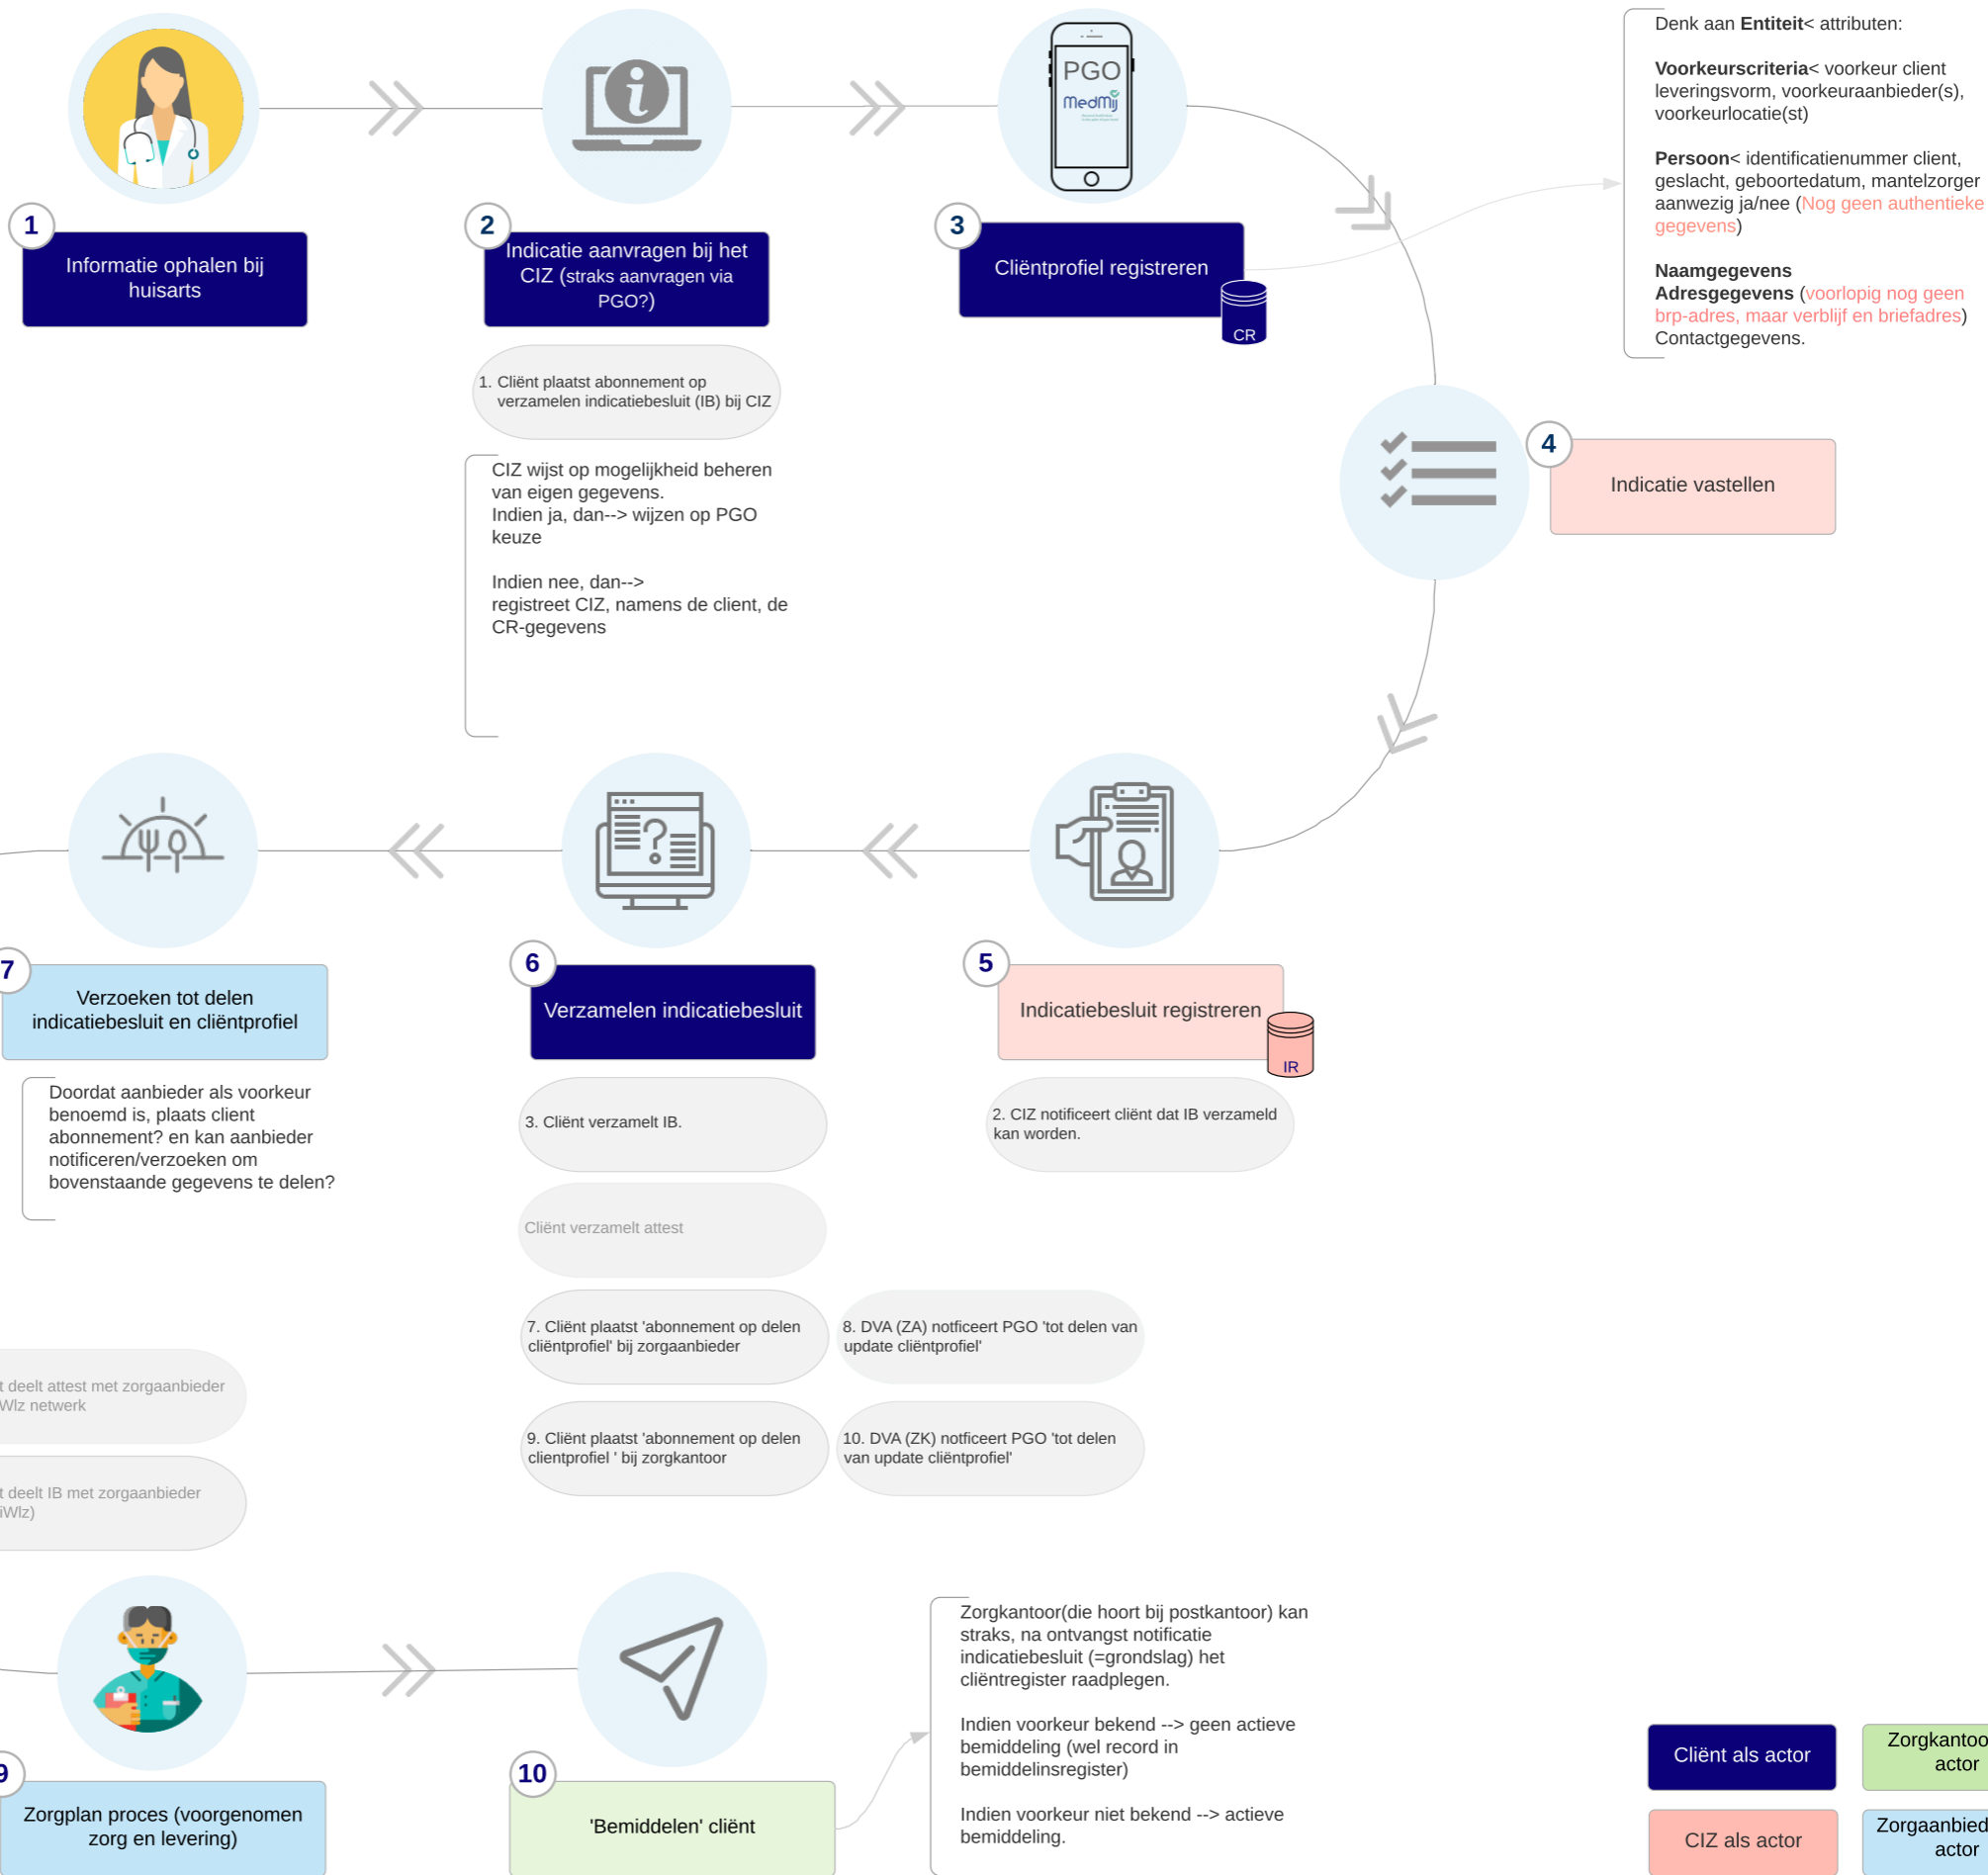 PGO
MedMij
1
Informatie ophalen bij
huisarts
2
Indicatie aanvragen bij het
CIZ (straks aanvragen via
PGO?)
1. Cliënt plaatst abonnement op
verzamelen indicatiebesluit (IB) bij CIZ
CIZ wijst op mogelijkheid beheren
van eigen gegevens.
Indien ja, dan--> wijzen op PGO
keuze
Indien nee, dan-->
registreet CIZ, namens de client, de
CR-gegevens
3
Cliëntprofiel registreren
CR
Denk aan Entiteit< attributen:
Voorkeurscriteria< voorkeur client
leveringsvorm, voorkeuraanbieder(s),
voorkeurlocatie(st)
Persoon< identificatienummer client,
geslacht, geboortedatum, mantelzorger
aanwezig ja/nee (Nog geen authentieke
gegevens)
Naamgegevens
Adresgegevens (voorlopig nog geen
brp-adres, maar verblijf en briefadres)
Contactgegevens.
4
Indicatie vastellen
5
Indicatiebesluit registreren
IR
2. CIZ notificeert cliënt dat IB verzameld
kan worden.
6
Verzamelen indicatiebesluit
3. Cliënt verzamelt IB.
Cliënt verzamelt attest
7. Cliënt plaatst 'abonnement op delen
cliëntprofiel' bij zorgaanbieder
8. DVA (ZA) notficeert PGO 'tot delen van
update cliëntprofiel'
9. Cliënt plaatst 'abonnement op delen
clientprofiel ' bij zorgkantoor
10. DVA (ZK) notficeert PGO 'tot delen
van update cliëntprofiel'
7
Verzoeken tot delen
indicatiebesluit en cliëntprofiel
Doordat aanbieder als voorkeur
benoemd is, plaats client
abonnement? en kan aanbieder
notificeren/verzoeken om
bovenstaande gegevens te delen?
t deelt attest met zorgaanbieder
Wlz netwerk
t deelt IB met zorgaanbieder
iWlz)
9
Zorgplan proces (voorgenomen
zorg en levering)
10
'Bemiddelen' cliënt
Zorgkantoor(die hoort bij postkantoor) kan
straks, na ontvangst notificatie
indicatiebesluit (=grondslag) het
cliëntregister raadplegen.
Indien voorkeur bekend --> geen actieve
bemiddeling (wel record in
bemiddelinsregister)
Indien voorkeur niet bekend --> actieve
bemiddeling.
Cliënt als actor
Zorgkantoo
actor
CIZ als actor
Zorgaanbied
actor